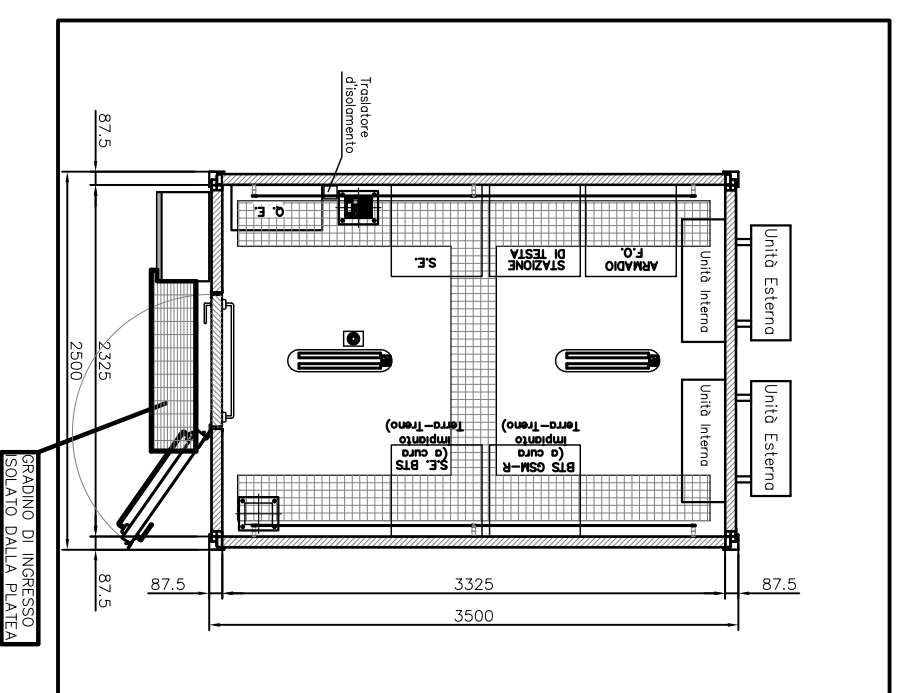 Traslatore
d'isolamento
87.5
2325
2500
87.5
Q. E.
S.E.
STAZIONE
DI TESTA
ARMADIO
F.O.
Unità Interna
Unità Esterna
Unità Interna
Unità Esterna
S.E. BTS
(a cura
impianto
Terra-Treno)
BTS GSM-R
(a cura
impianto
Terra-Treno)
GRADINO DI INGRESSO
ISOLATO DALLA PLATEA
87.5
3325
87.5
3500